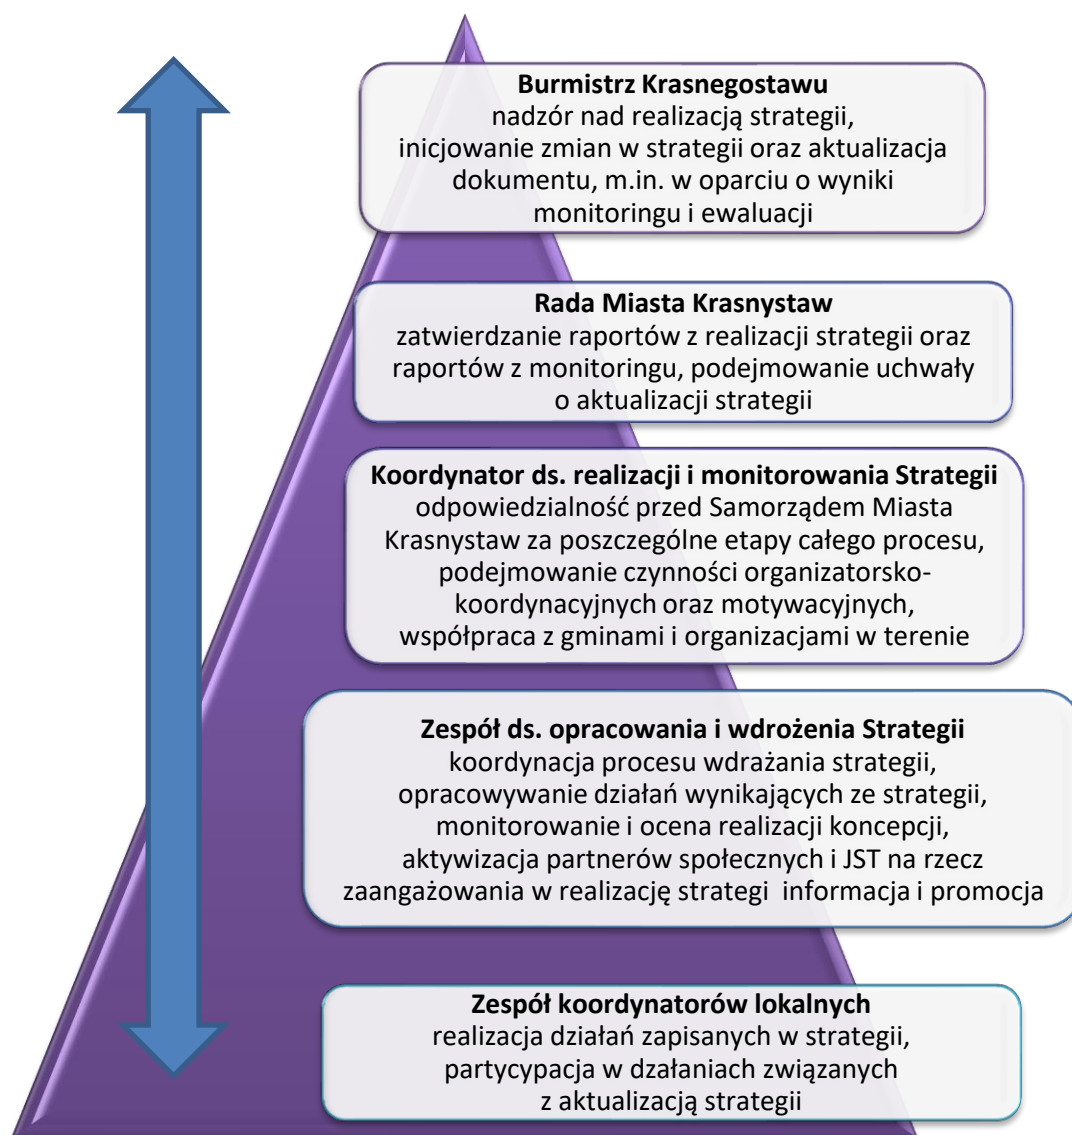 Burmistrz Krasnegostawu
nadzór nad realizacją strategii,
inicjowanie zmian w strategii oraz aktualizacja
dokumentu, m.in. w oparciu o wyniki
monitoringu i ewaluacji
Rada Miasta Krasnystaw
zatwierdzanie raportów z realizacji strategii oraz
raportów z monitoringu, podejmowanie uchwały
o aktualizacji strategii
Koordynator ds. realizacji i monitorowania Strategii
odpowiedzialność przed Samorządem Miasta
Krasnystaw za poszczególne etapy całego procesu,
podejmowanie czynności organizatorsko-
koordynacyjnych oraz motywacyjnych,
współpraca z gminami i organizacjami w terenie
Zespół ds. opracowania i wdrożenia Strategii
koordynacja procesu wdrażania strategii,
opracowywanie działań wynikających ze strategii,
monitorowanie i ocena realizacji koncepcji,
aktywizacja partnerów społecznych i JST na rzecz
zaangażowania w realizację strategi  informacja i promocja
Zespół koordynatorów lokalnych
realizacja działań zapisanych w strategii,
partycypacja w dzałaniach związanych
z aktualizacją strategii